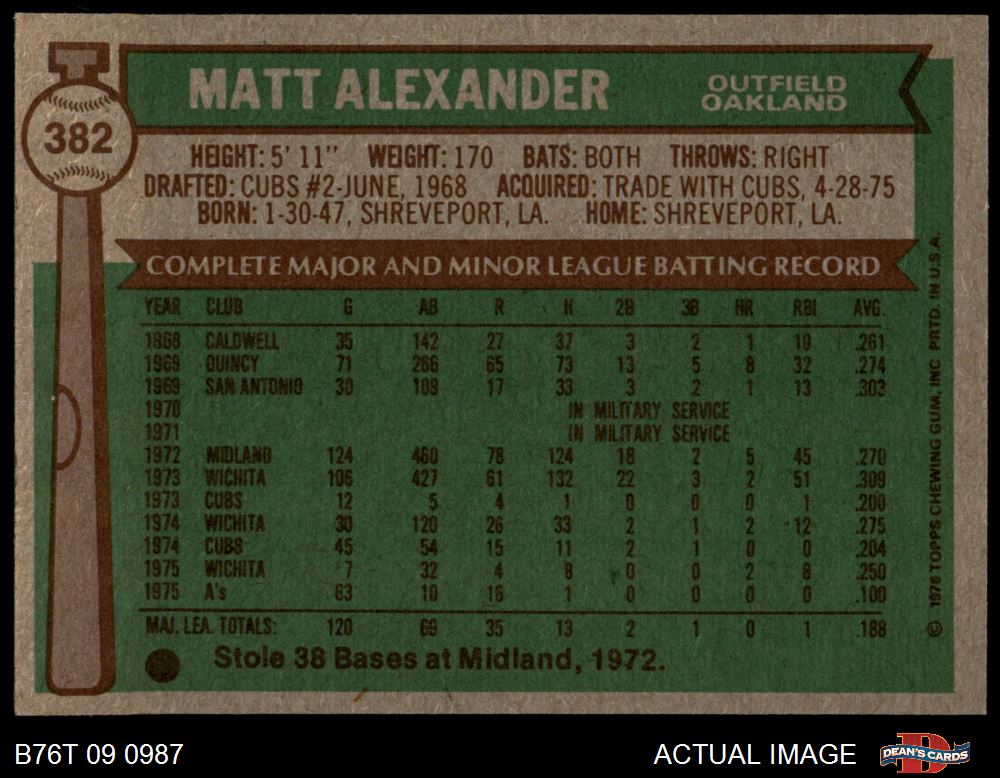 MATT ALEXANDER
OUTFIELD
OAKLAND
382
HEIGHT: 5' 11" WEIGHT: 170 BATS: BOTH THROWS: RIGHT
DRAFTED: CUBS #2-JUNE, 1968 ACQUIRED: TRADE WITH CUBS, 4-28-75
BORN: 1-30-47, SHREVEPORT, LA. HOME: SHREVEPORT, LA.
COMPLETE MAJOR AND MINOR LEAGUE BATTING RECORD
YEAR CLUB G AB R H 2B 3B HR RBI AVG.
1968 CALDWELL 35 142 27 37 3 2 1 10 .261
1969 QUINCY 71 266 65 73 13 5 8 32 .274
1969 SAN ANTONIO 30 109 17 33 3 2 1 13 .303
1970 IN MILITARY SERVICE
1971 IN MILITARY SERVICE
1972 MIDLAND 124 460 78 124 18 2 5 45 .270
1973 WICHITA 106 427 61 132 22 3 2 51 .309
1973 CUBS 12 5 4 1 0 0 0 1 .200
1974 WICHITA 30 120 26 33 2 1 2 12 .275
1974 CUBS 45 54 15 11 2 1 0 0 .204
1975 WICHITA 7 32 4 8 0 0 2 8 .250
1975 A's 63 10 16 1 0 0 0 0 .100
MAJ. LEA. TOTALS: 120 69 35 13 2 1 0 1 .188
Stole 38 Bases at Midland, 1972.
© 1976 TOPPS CHEWING GUM, INC PRTD. IN U.S.A.
B76T 09 0987
ACTUAL IMAGE
DEAN'S CARDS